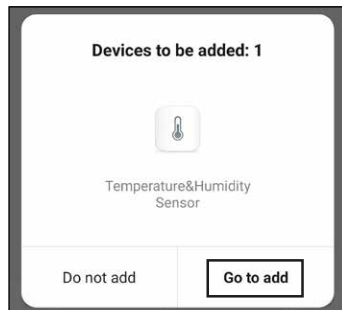 Devices to be added: 1
Temperature&Humidity
Sensor
Do not add
Go to add